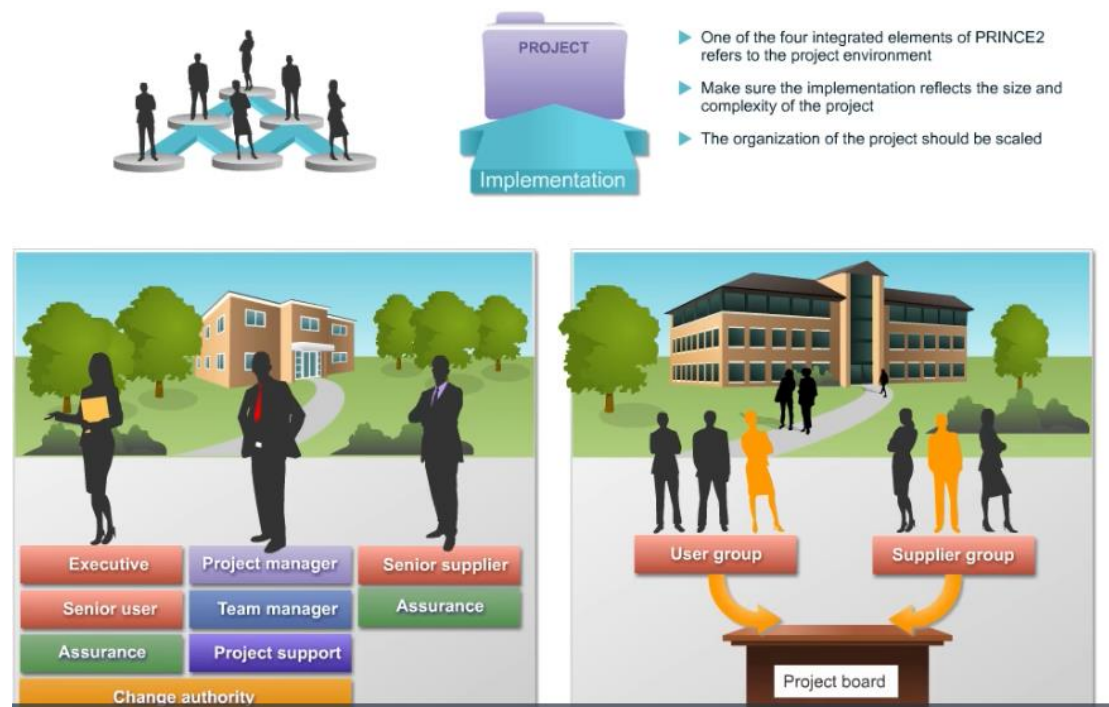 PROJECT
Implementation
One of the four integrated elements of PRINCE2
refers to the project environment
Make sure the implementation reflects the size and
complexity of the project
The organization of the project should be scaled
Executive
Project manager
Senior supplier
Senior user
Team manager
Assurance
Assurance
Project support
Change authority
User group
Supplier group
Project board